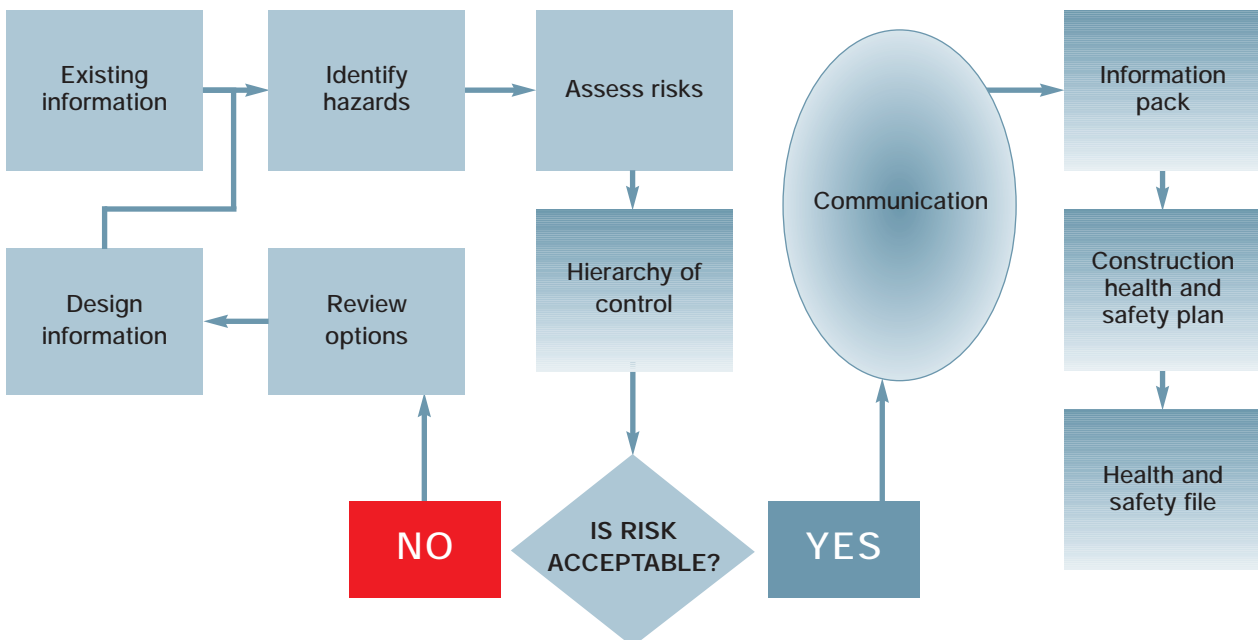 Existing
information
Identify
hazards
Assess risks
Hierarchy of
control
IS RISK
ACCEPTABLE?
NO
Review
options
Design
information
YES
Communication
Information
pack
Construction
health and
safety plan
Health and
safety file